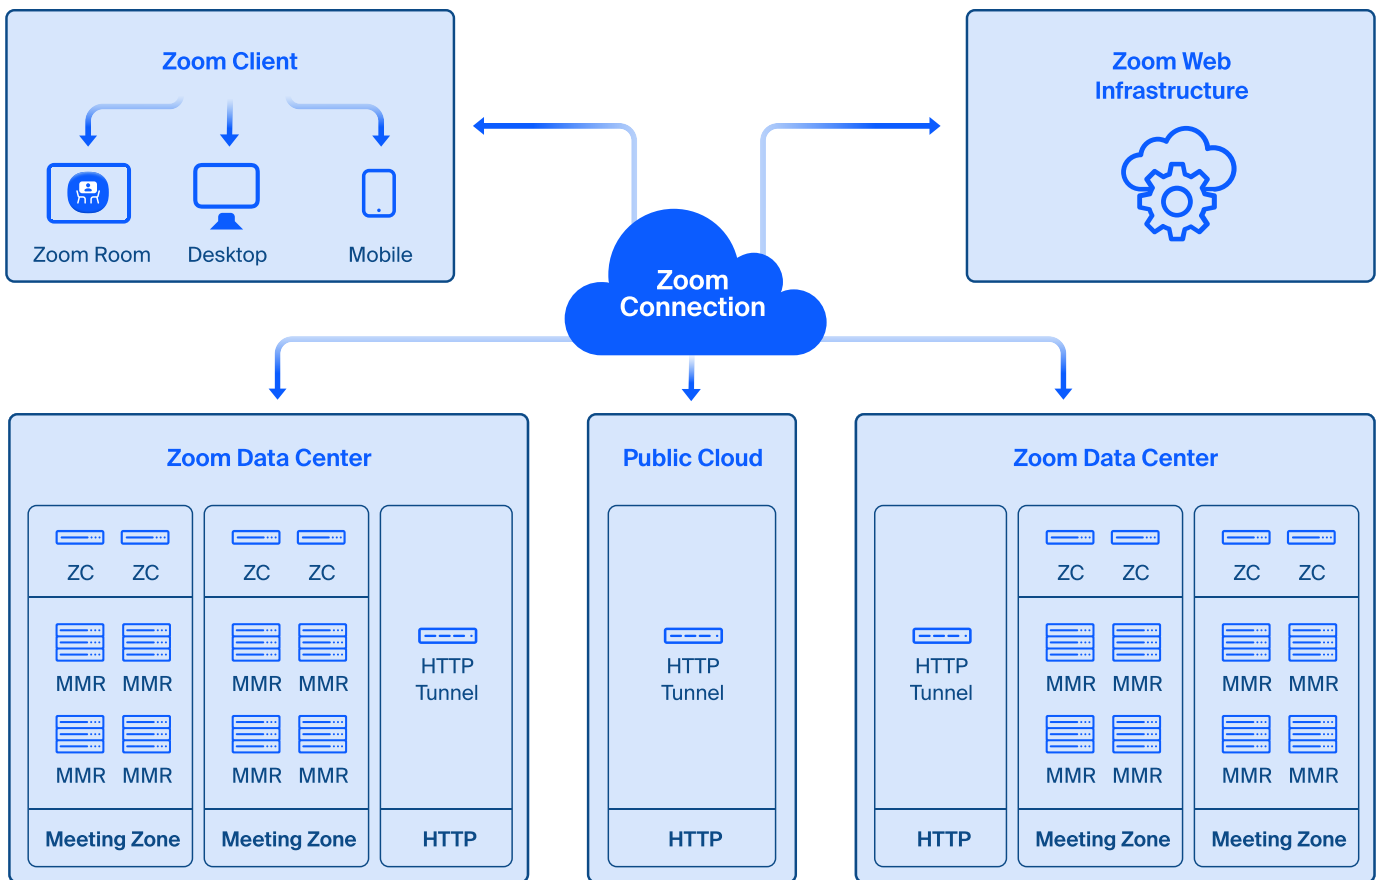 Zoom Client
Zoom Room
Desktop
Mobile
Zoom Web
Infrastructure
Zoom
Connection
Zoom Data Center
ZC ZC
MMR MMR
MMR MMR
Meeting Zone
ZC ZC
MMR MMR
MMR MMR
Meeting Zone
HTTP
Tunnel
HTTP
Public Cloud
HTTP
Tunnel
HTTP
Zoom Data Center
HTTP
Tunnel
HTTP
ZC ZC
MMR MMR
MMR MMR
Meeting Zone
ZC ZC
MMR MMR
MMR MMR
Meeting Zone